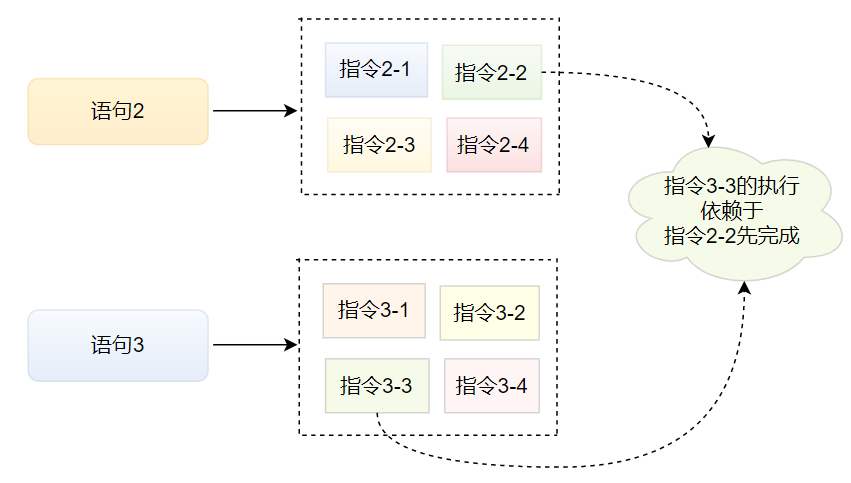 语句2
指令2-1
指令2-2
指令2-3
指令2-4
指令3-3的执行
依赖于
指令2-2先完成
语句3
指令3-1
指令3-2
指令3-3
指令3-4